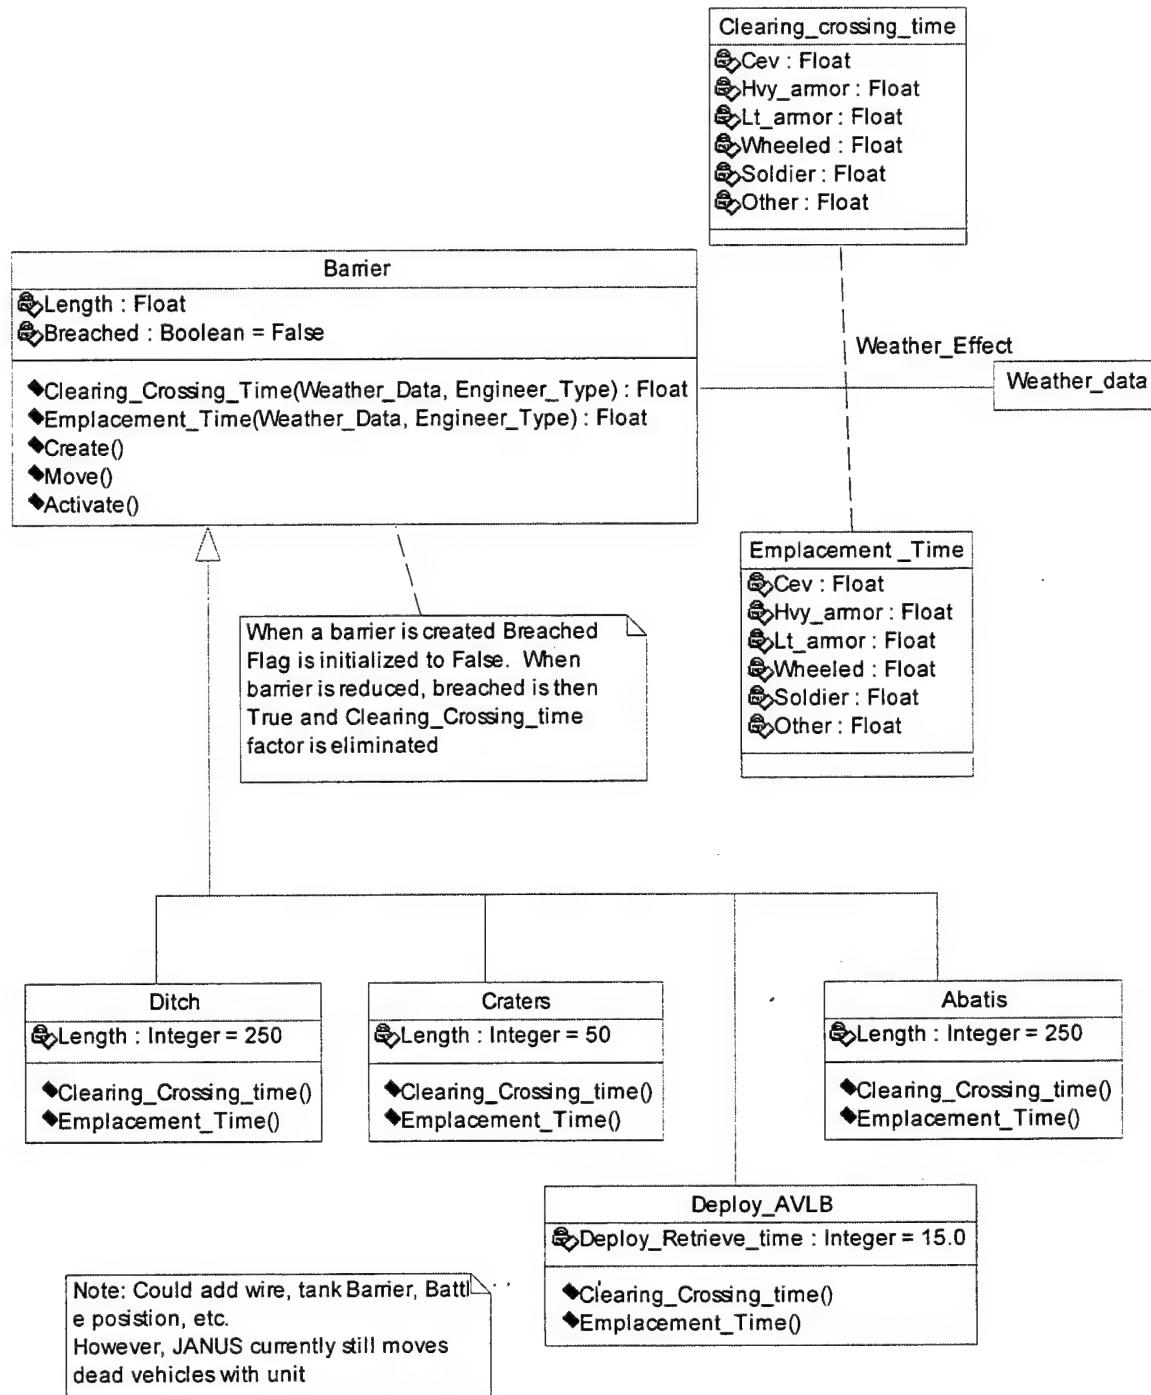 Clearing_crossing_time
Cev : Float
Hvy_armor : Float
Lt_armor : Float
Wheeled : Float
Soldier : Float
Other : Float
Barrier
Length : Float
Breached : Boolean = False
Clearing_Crossing_Time(Weather_Data, Engineer_Type) : Float
Emplacement_Time(Weather_Data, Engineer_Type) : Float
Create()
Move()
Activate()
Weather_Effect
Weather_data
Emplacement _Time
Cev : Float
Hvy_armor : Float
Lt_armor : Float
Wheeled : Float
Soldier : Float
Other : Float
When a barrier is created Breached
Flag is initialized to False. When
barrier is reduced, breached is then
True and Clearing_Crossing_time
factor is eliminated
Ditch
Length : Integer = 250
Clearing_Crossing_time()
Emplacement_Time()
Craters
Length : Integer = 50
Clearing_Crossing_time()
Emplacement_Time()
Abatis
Length : Integer = 250
Clearing_Crossing_time()
Emplacement_Time()
Deploy_AVLB
Deploy_Retrieve_time : Integer = 15.0
Clearing_Crossing_time()
Emplacement_Time()
Note: Could add wire, tank Barrier, Battl
e posistion, etc.
However, JANUS currently still moves
dead vehicles with unit